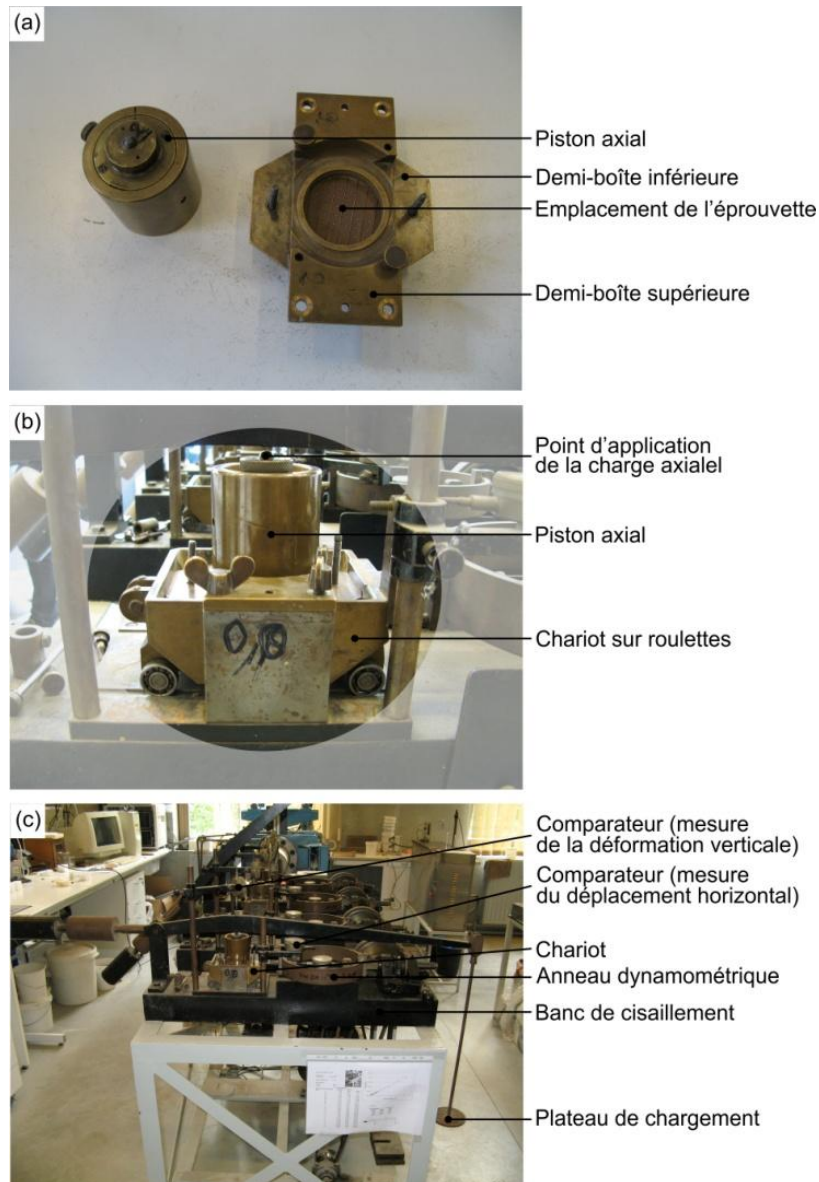 (a)
Piston axial
Demi-boîte inférieure
Emplacement de l'éprouvette
Demi-boîte supérieure
(b)
Point d'application
de la charge axialel
Piston axial
Chariot sur roulettes
(c)
Comparateur (mesure
de la déformation verticale)
Comparateur (mesure
du déplacement horizontal)
Chariot
Anneau dynamométrique
Banc de cisaillement
Plateau de chargement